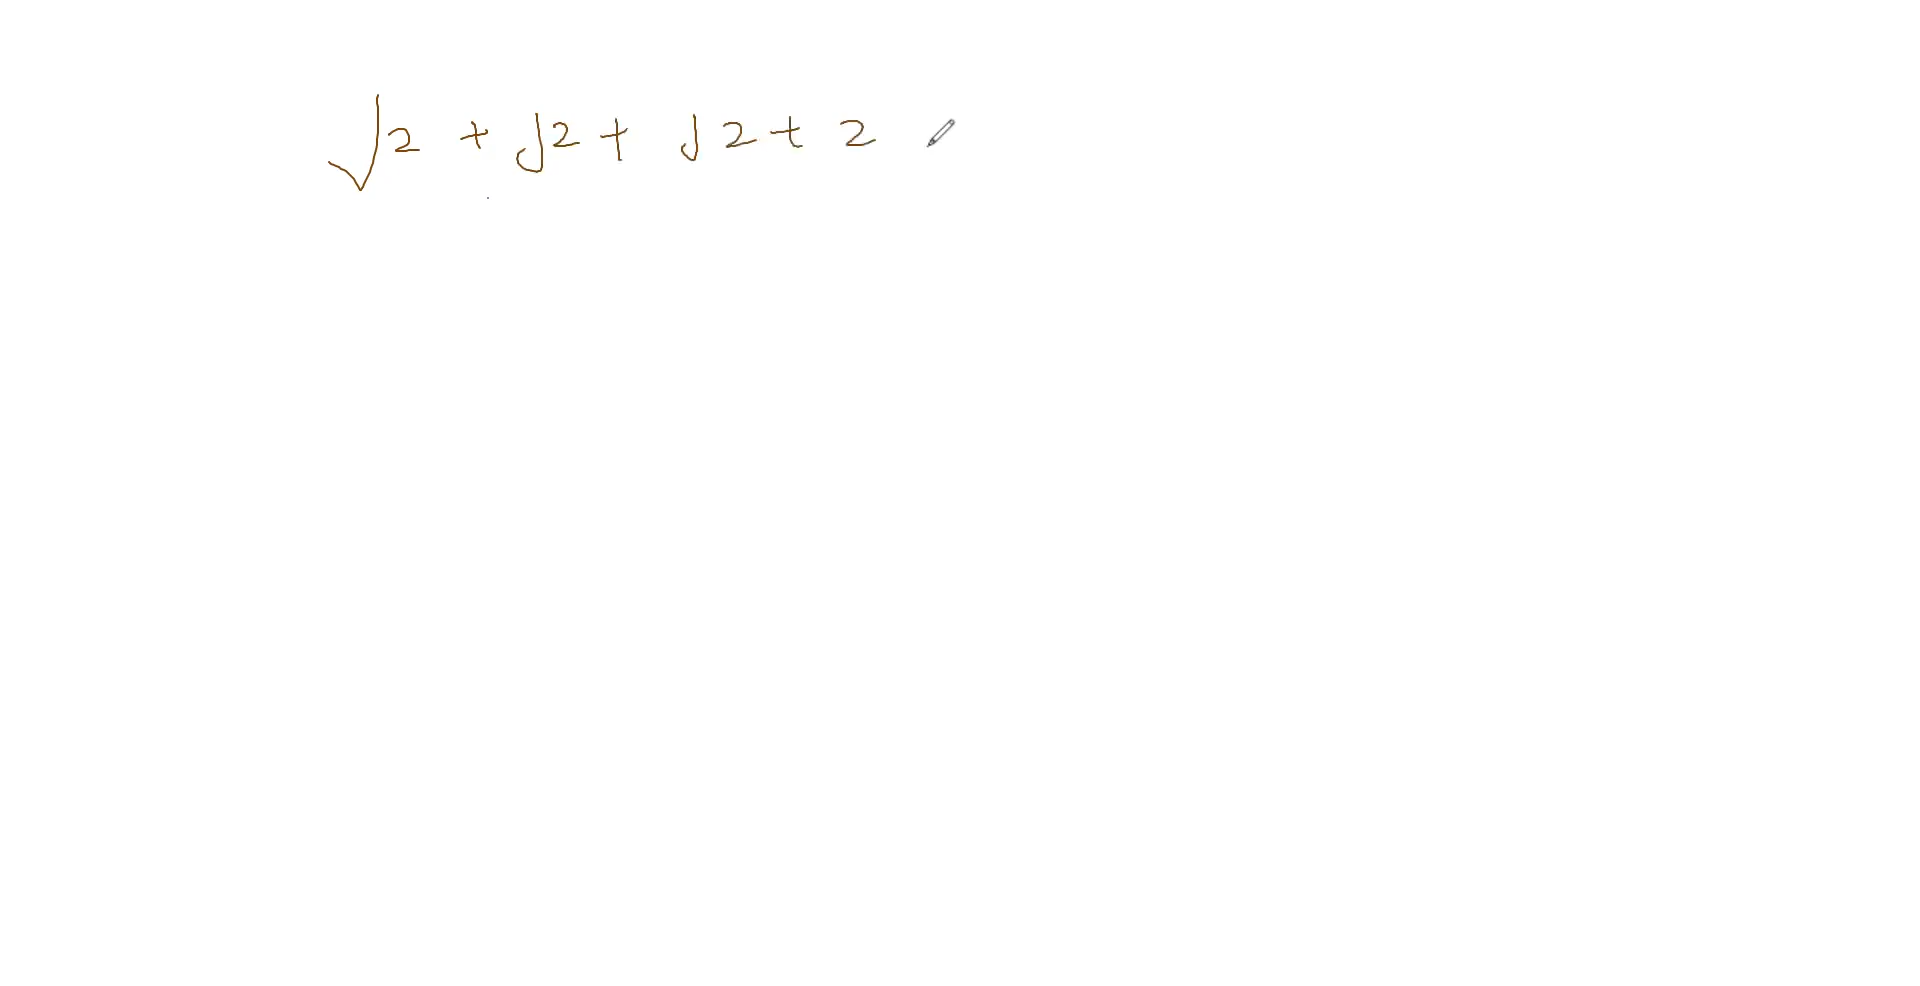 √2 + √2 + √2 + 2